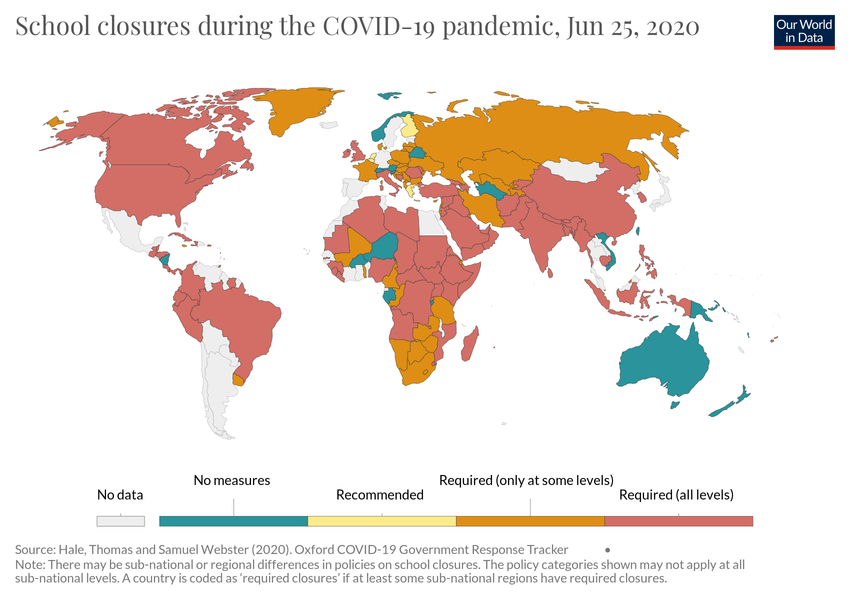 School closures during the COVID-19 pandemic, Jun 25, 2020
Our World
in Data
No data
No measures
Recommended
Required (only at some levels)
Required (all levels)
Source: Hale, Thomas and Samuel Webster (2020). Oxford COVID-19 Government Response Tracker •
Note: There may be sub-national or regional differences in policies on school closures. The policy categories shown may not apply at all
sub-national levels. A country is coded as 'required closures' if at least some sub-national regions have required closures.